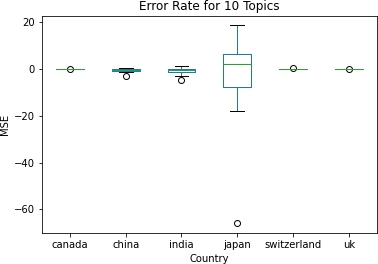 Error Rate for 10 Topics
20
0
−20
−40
−60
MSE
canada china india japan switzerland uk
Country